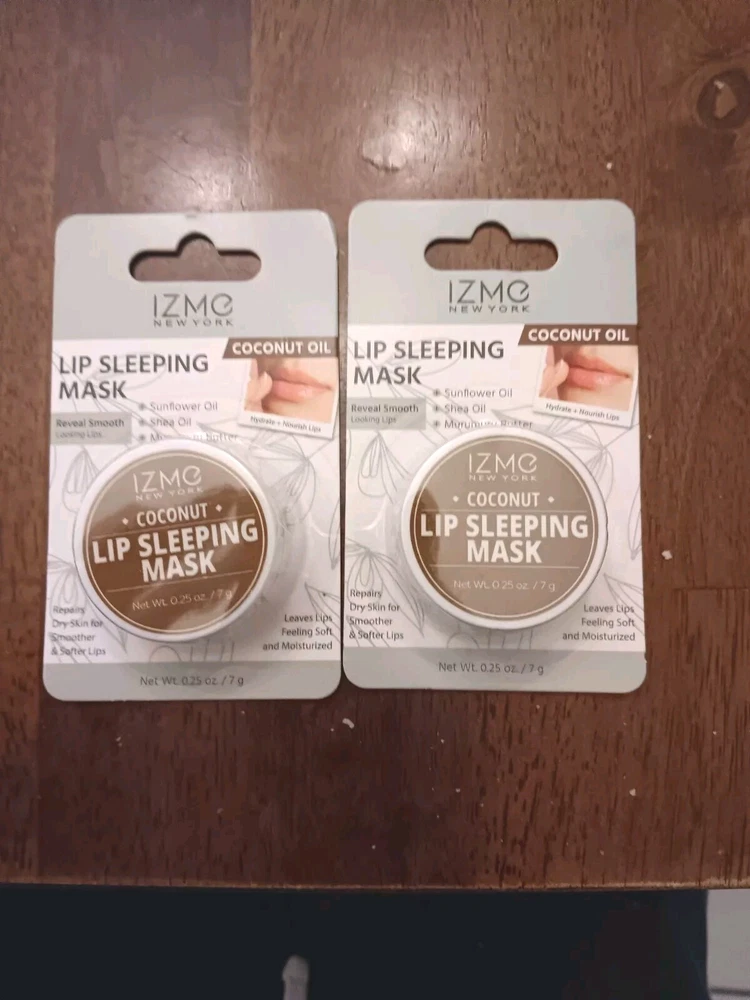 IZMe
NEW YORK
COCONUT OIL
LIP SLEEPING
MASK
Sunflower Oil
Shea Oil
Reveal Smooth
Looking Lips
Hydrate + Nourish Lips
IZMe
NEW YORK
• COCONUT •
LIP SLEEPING
MASK
Net Wt. 0.25 oz. / 7 g
Repairs
Dry Skin for
Smoother
& Softer Lips
Leaves Lips
Feeling Soft
and Moisturized
Net Wt. 0.25 oz. / 7 g
IZMe
NEW YORK
COCONUT OIL
LIP SLEEPING
MASK
Sunflower Oil
Shea Oil
Murumuru Butter
Reveal Smooth
Looking Lips
Hydrate + Nourish Lips
IZMe
NEW YORK
• COCONUT •
LIP SLEEPING
MASK
Net Wt. 0.25 oz. / 7 g
Repairs
Dry Skin for
Smoother
& Softer Lips
Leaves Lips
Feeling Soft
and Moisturized
Net Wt. 0.25 oz. / 7 g